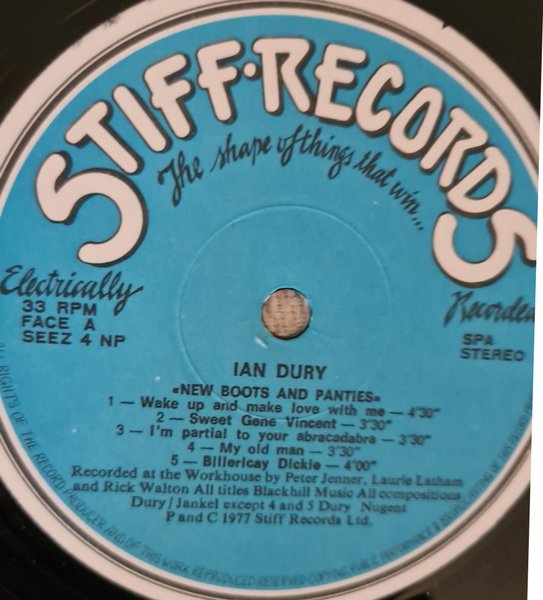 STIFF·RECORDS
The shape of things that win...
Electrically
Recorded
33 RPM
FACE A
SEEZ 4 NP
SPA
STEREO
IAN DURY
«NEW BOOTS AND PANTIES»
1 — Wake up and make love with me — 4'30"
2 — Sweet Gene Vincent — 3'30"
3 — I'm partial to your abracadabra — 3'30"
4 — My old man — 3'30"
5 — Billericay Dickie — 4'00"
Recorded at the Workhouse by Peter Jenner, Laurie Latham
and Rick Walton All titles Blackhill Music All compositions
Dury/Jankel except 4 and 5 Dury Nugent
P and C 1977 Stiff Records Ltd.
RIGHTS OF THE RECORD PRODUCER AND OF THIS WORK REPRODUCED RESERVED COPYING PUBLIC PERFORMANCE